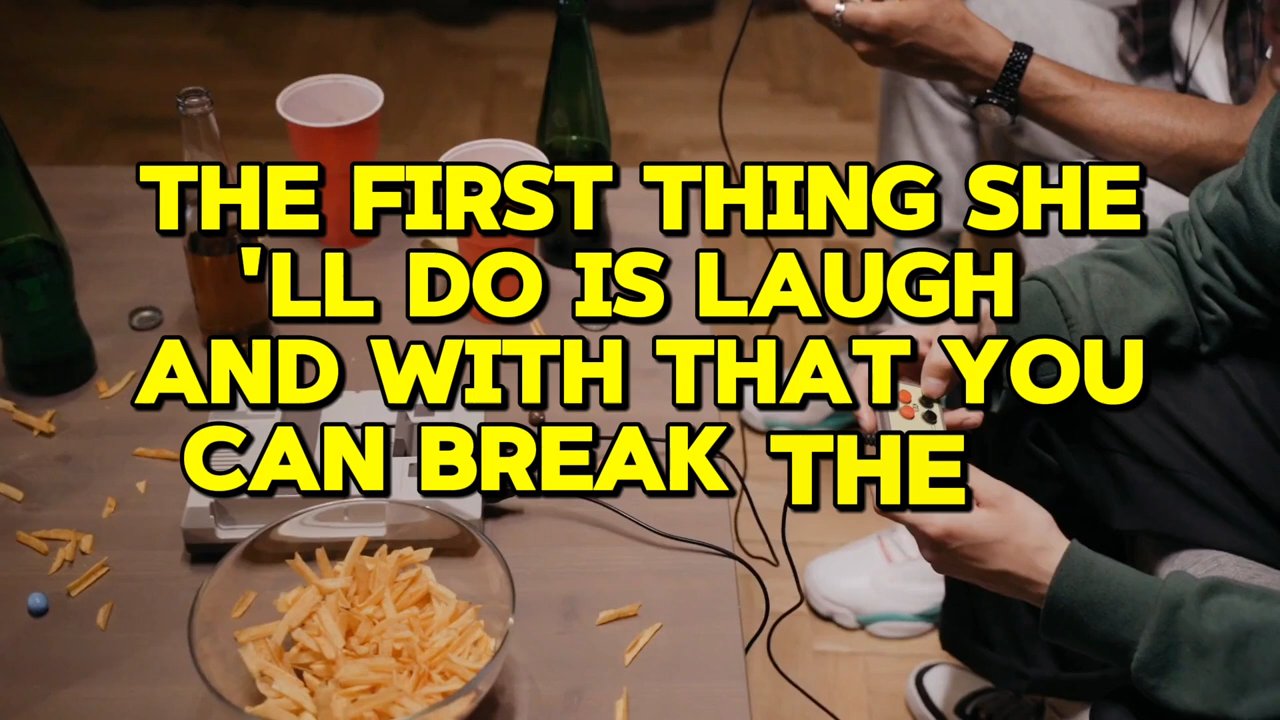 THE FIRST THING SHE
'LL DO IS LAUGH
AND WITH THAT YOU
CAN BREAK THE